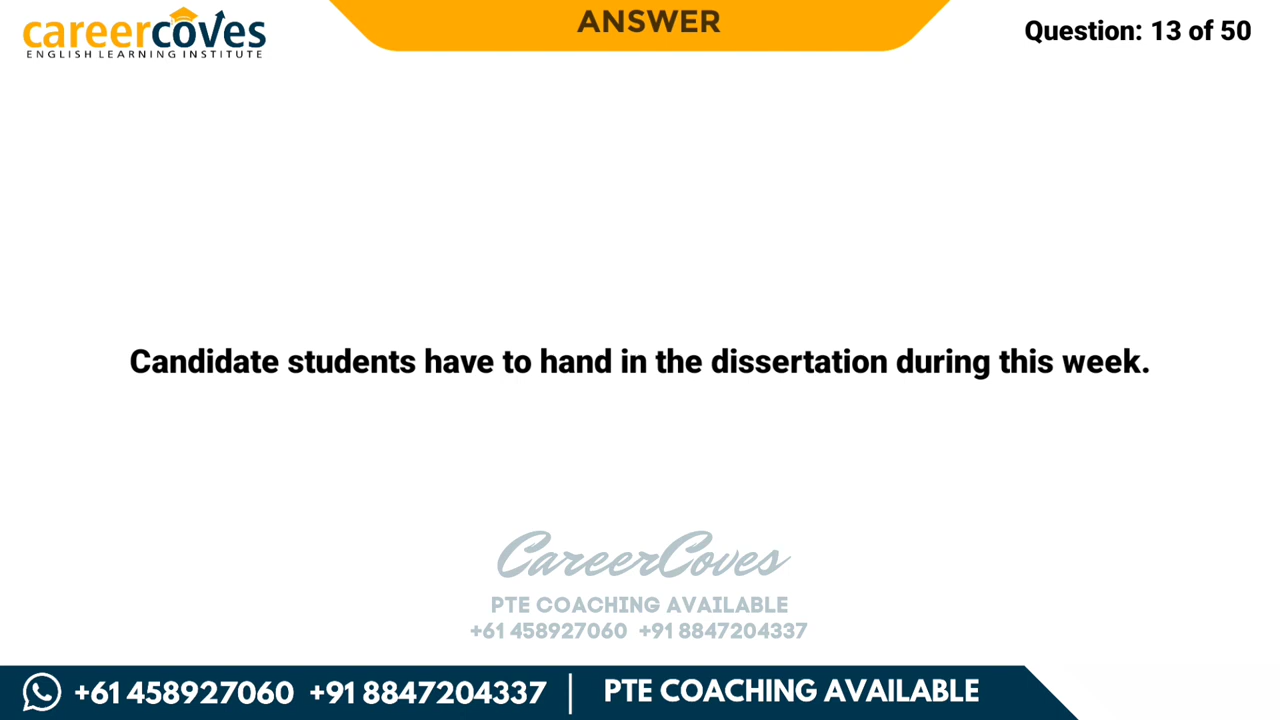 careercoves
ENGLISH LEARNING INSTITUTE
ANSWER
Question: 13 of 50
Candidate students have to hand in the dissertation during this week.
CareerCoves
PTE COACHING AVAILABLE
+61 458927060 +91 8847204337
+61 458927060 +91 8847204337 | PTE COACHING AVAILABLE